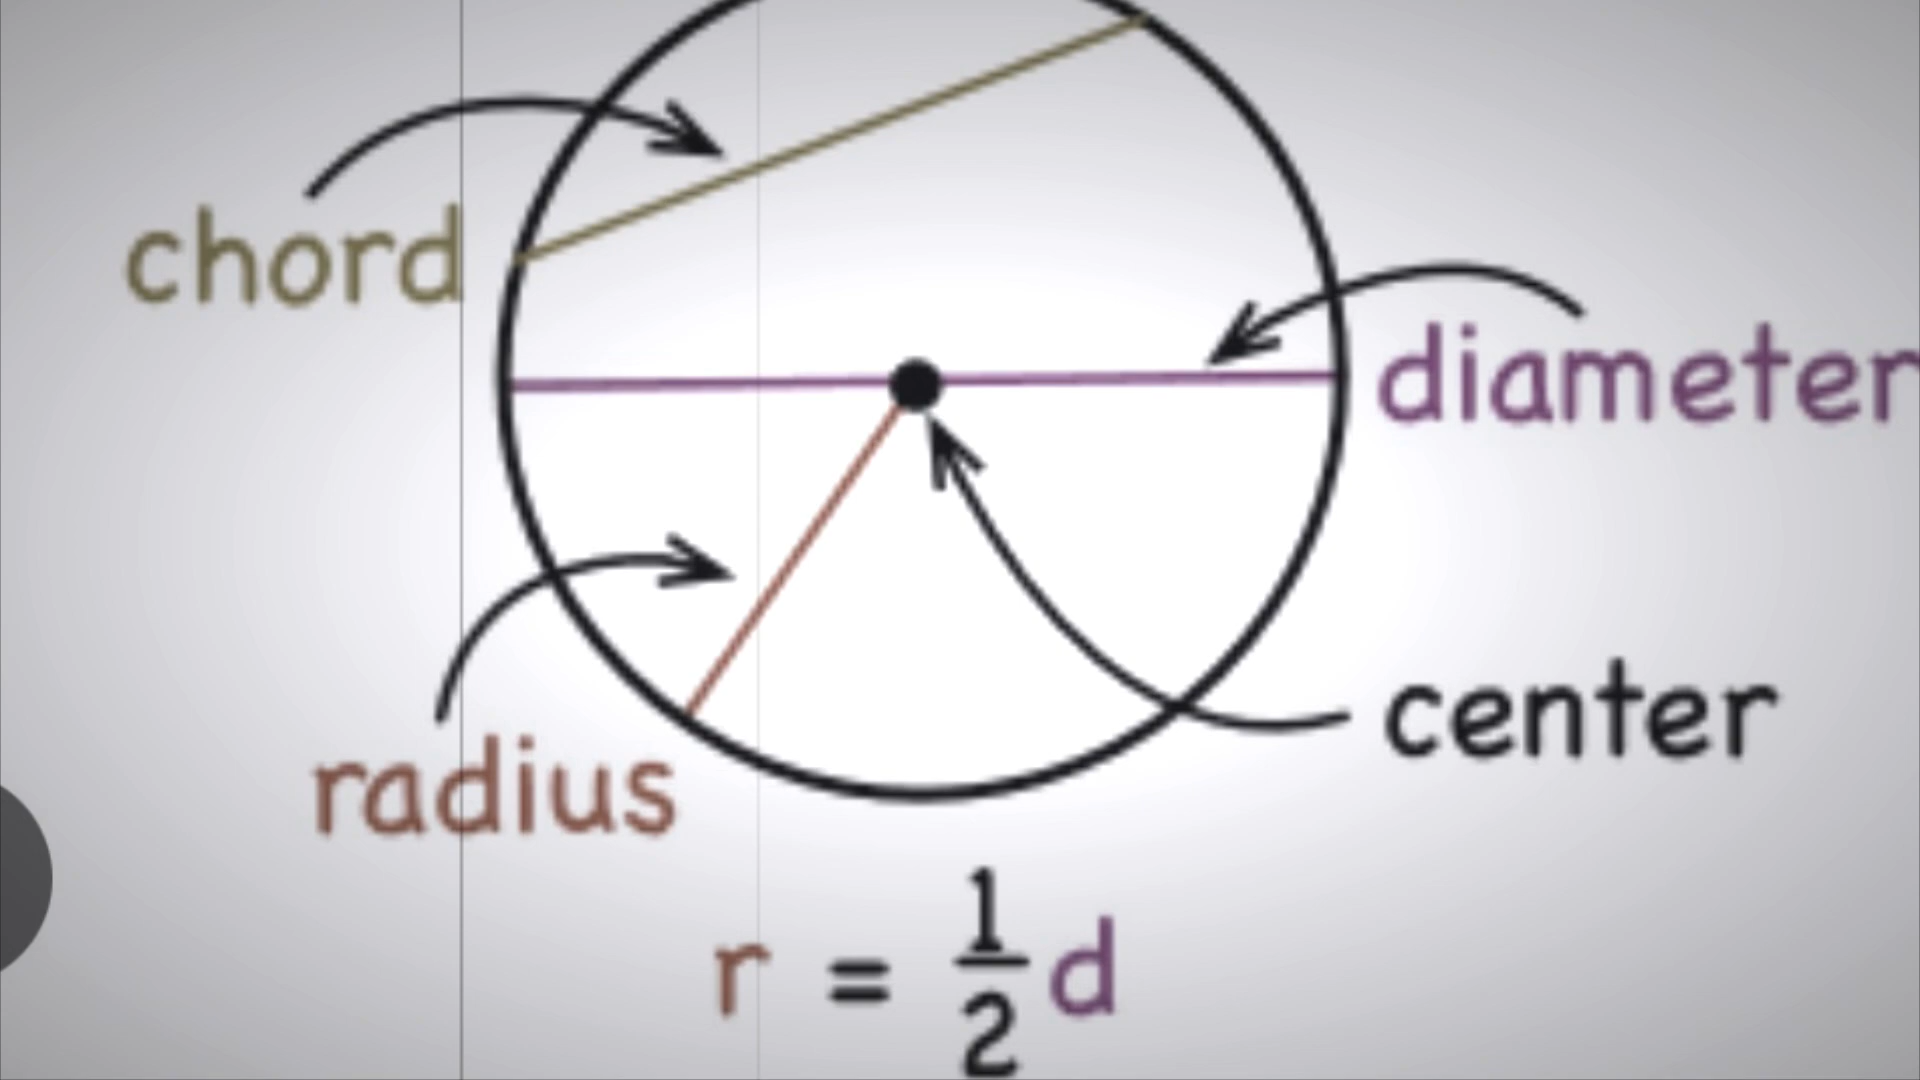 chord
diameter
center
radius
r = 1/2 d